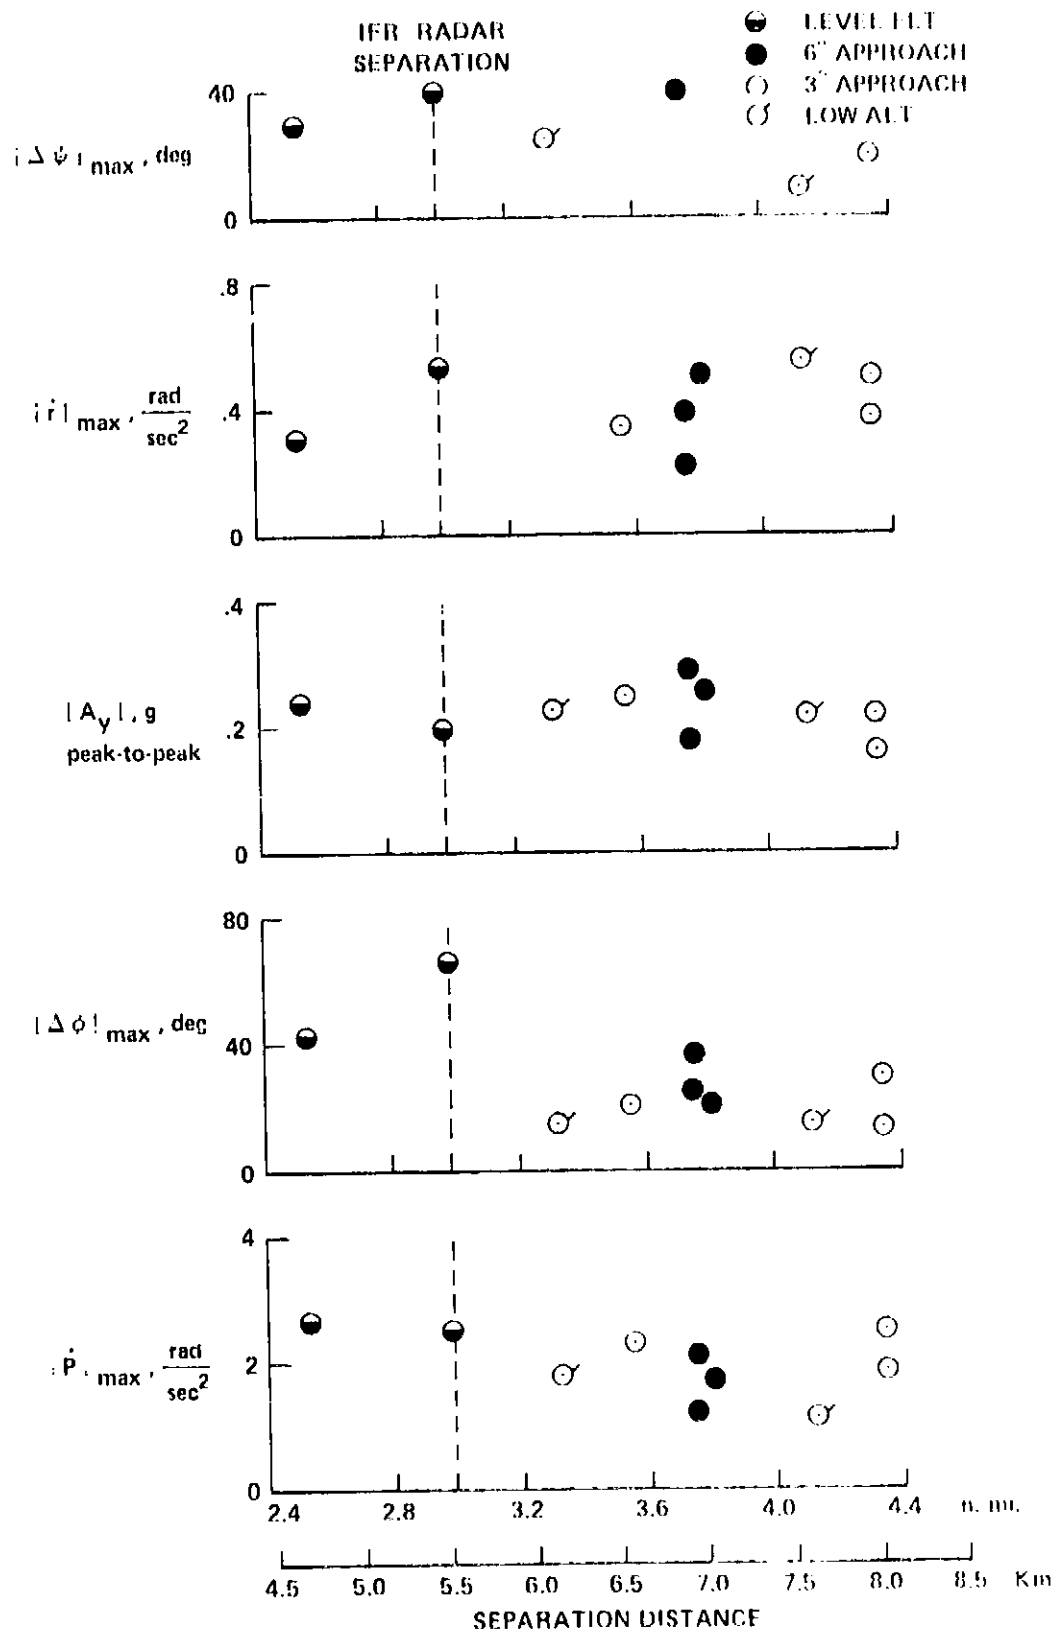 IFR RADAR
SEPARATION
LEVEL FLT
6° APPROACH
3° APPROACH
LOW ALT
40
|Δψ|max, deg
0
.8
|ṙ|max, rad/sec2
.4
0
.4
|Ay|, g
peak-to-peak
.2
0
80
|Δϕ|max, deg
40
0
4
|Ṗ|max, rad/sec2
2
0
2.4 2.8 3.2 3.6 4.0 4.4 n. mi.
4.5 5.0 5.5 6.0 6.5 7.0 7.5 8.0 8.5 Km
SEPARATION DISTANCE